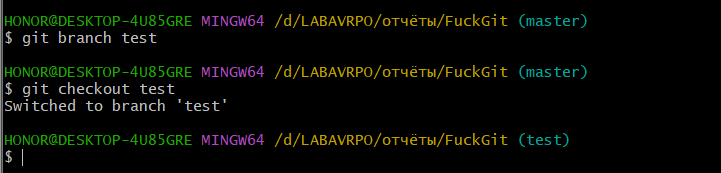 HONOR@DESKTOP-4U85GRE MINGW64 /d/LABAVRPO/отчёты/FuckGit (master)
$ git branch test
HONOR@DESKTOP-4U85GRE MINGW64 /d/LABAVRPO/отчёты/FuckGit (master)
$ git checkout test
Switched to branch 'test'
HONOR@DESKTOP-4U85GRE MINGW64 /d/LABAVRPO/отчёты/FuckGit (test)
$